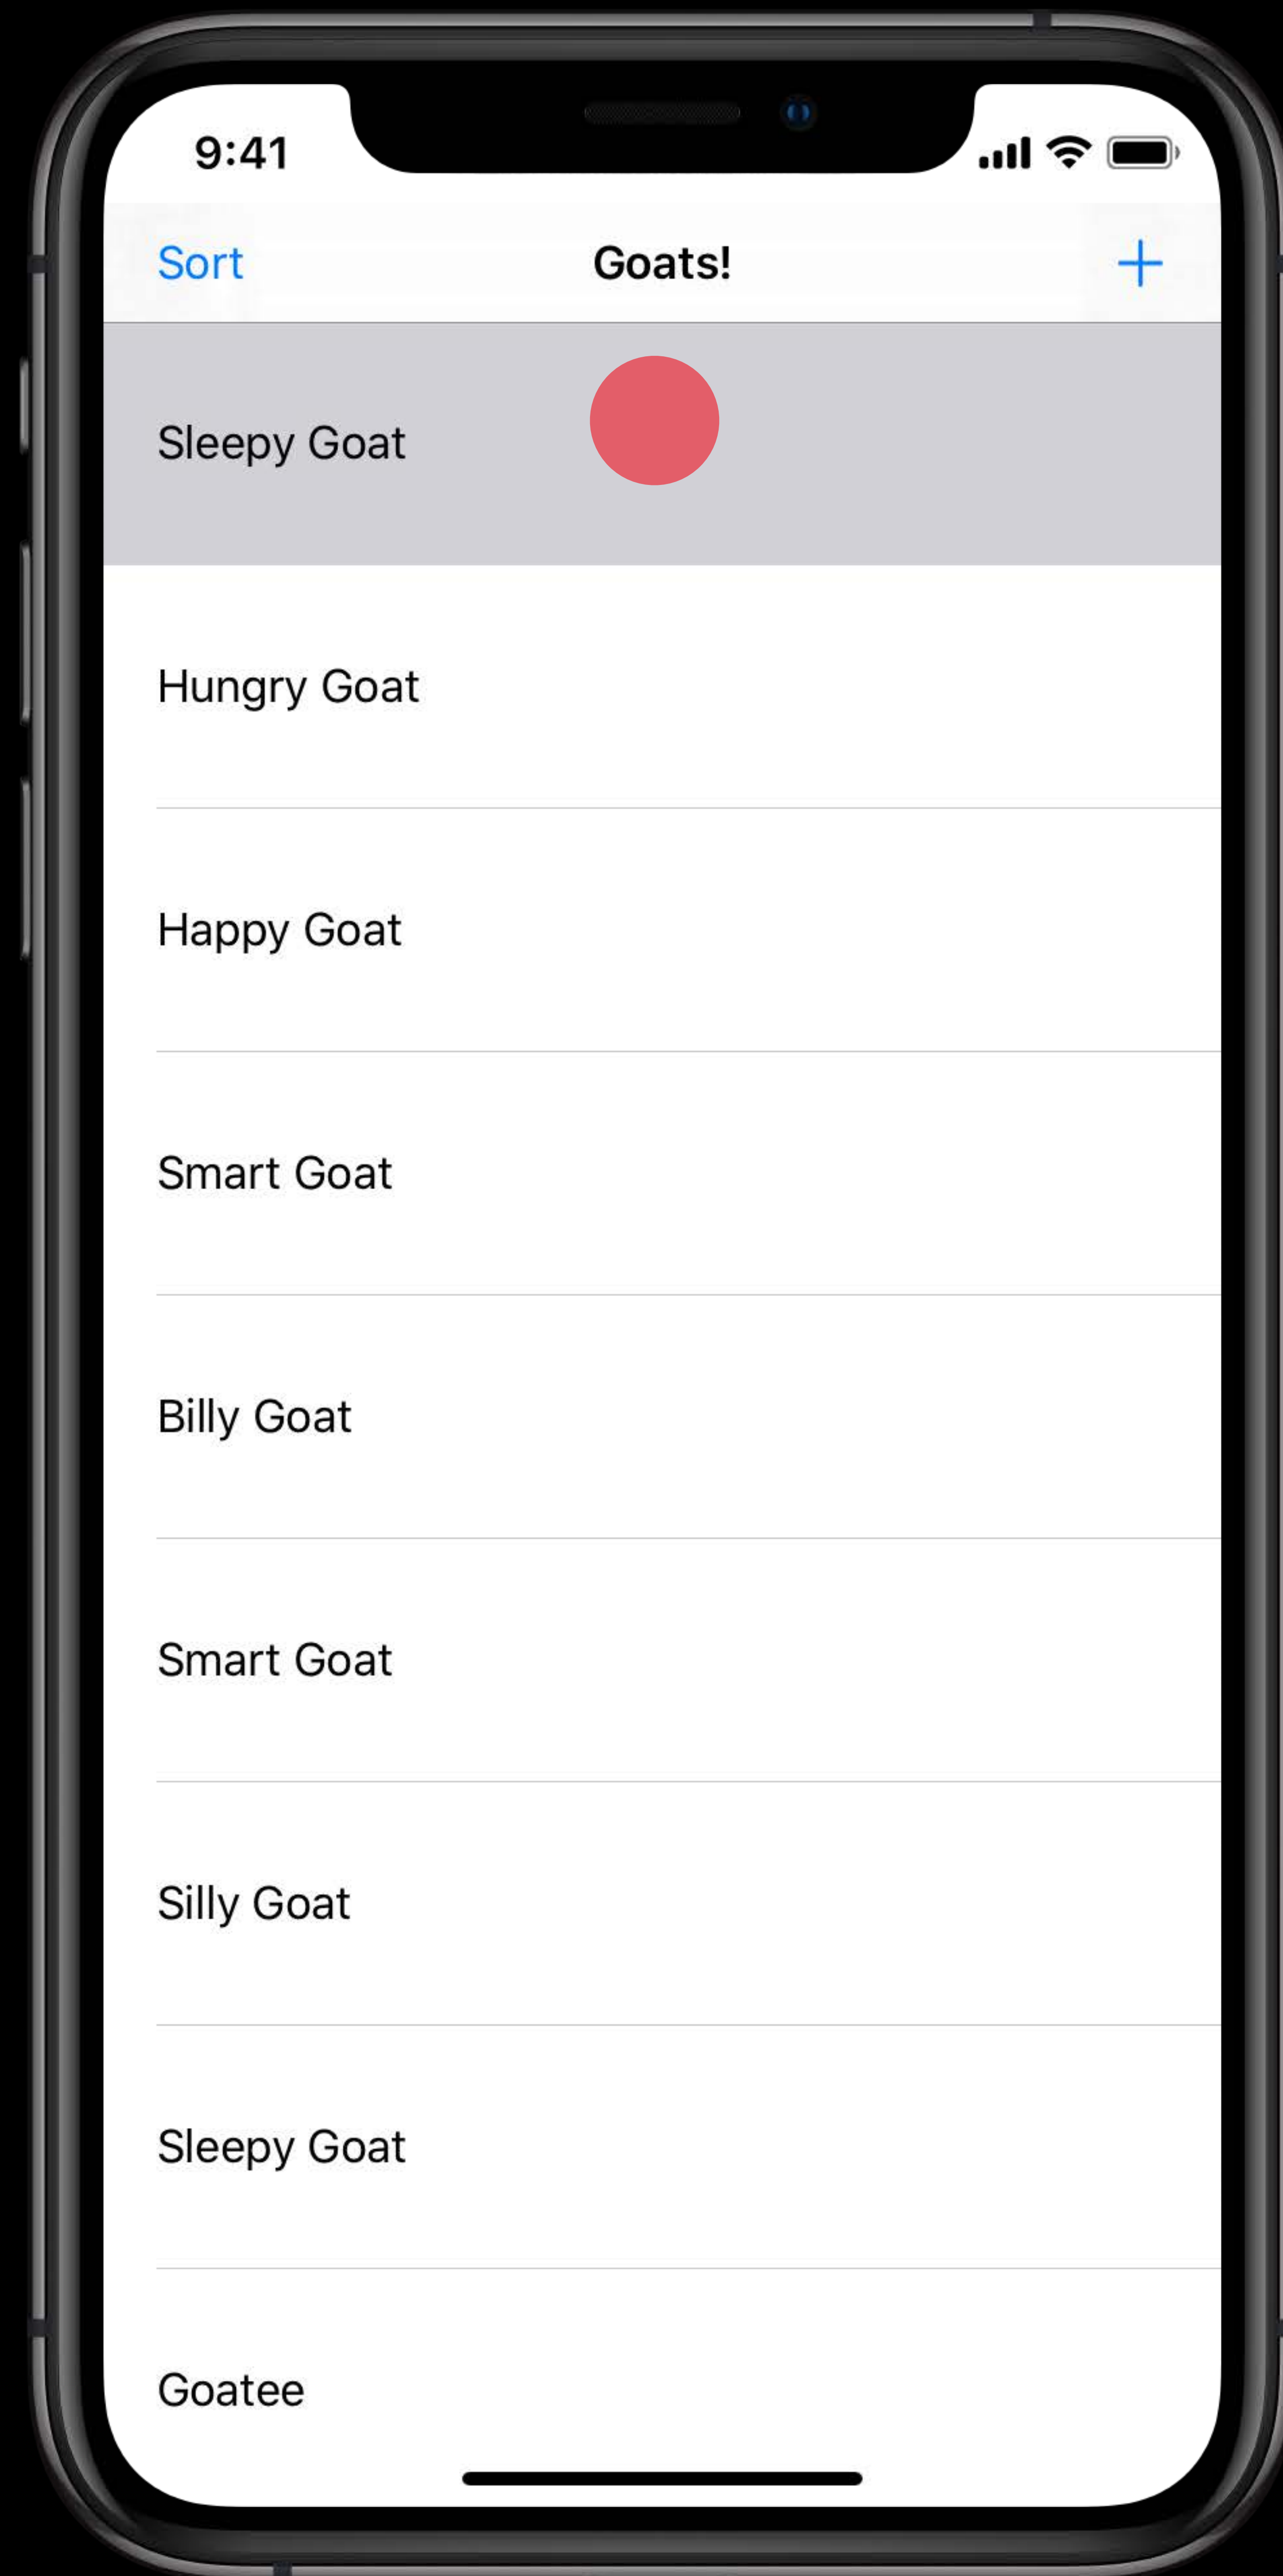 9:41
Sort Goats! +
Sleepy Goat
Hungry Goat
Happy Goat
Smart Goat
Billy Goat
Smart Goat
Silly Goat
Sleepy Goat
Goatee